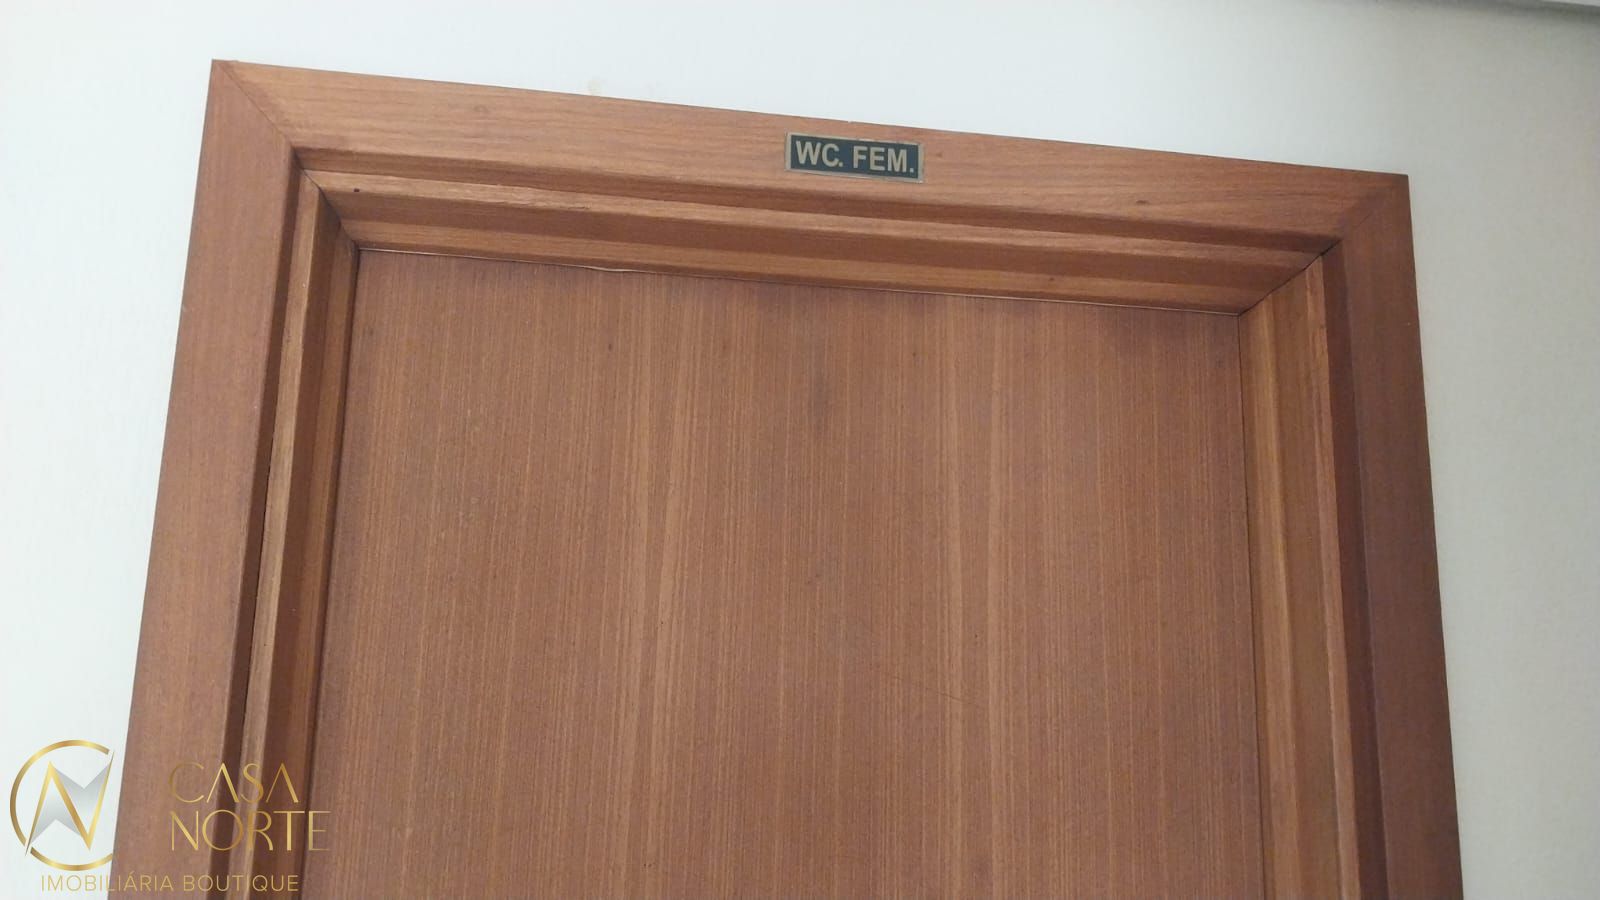 WC. FEM.
CASA
NORTE
IMOBILIÁRIA BOUTIQUE